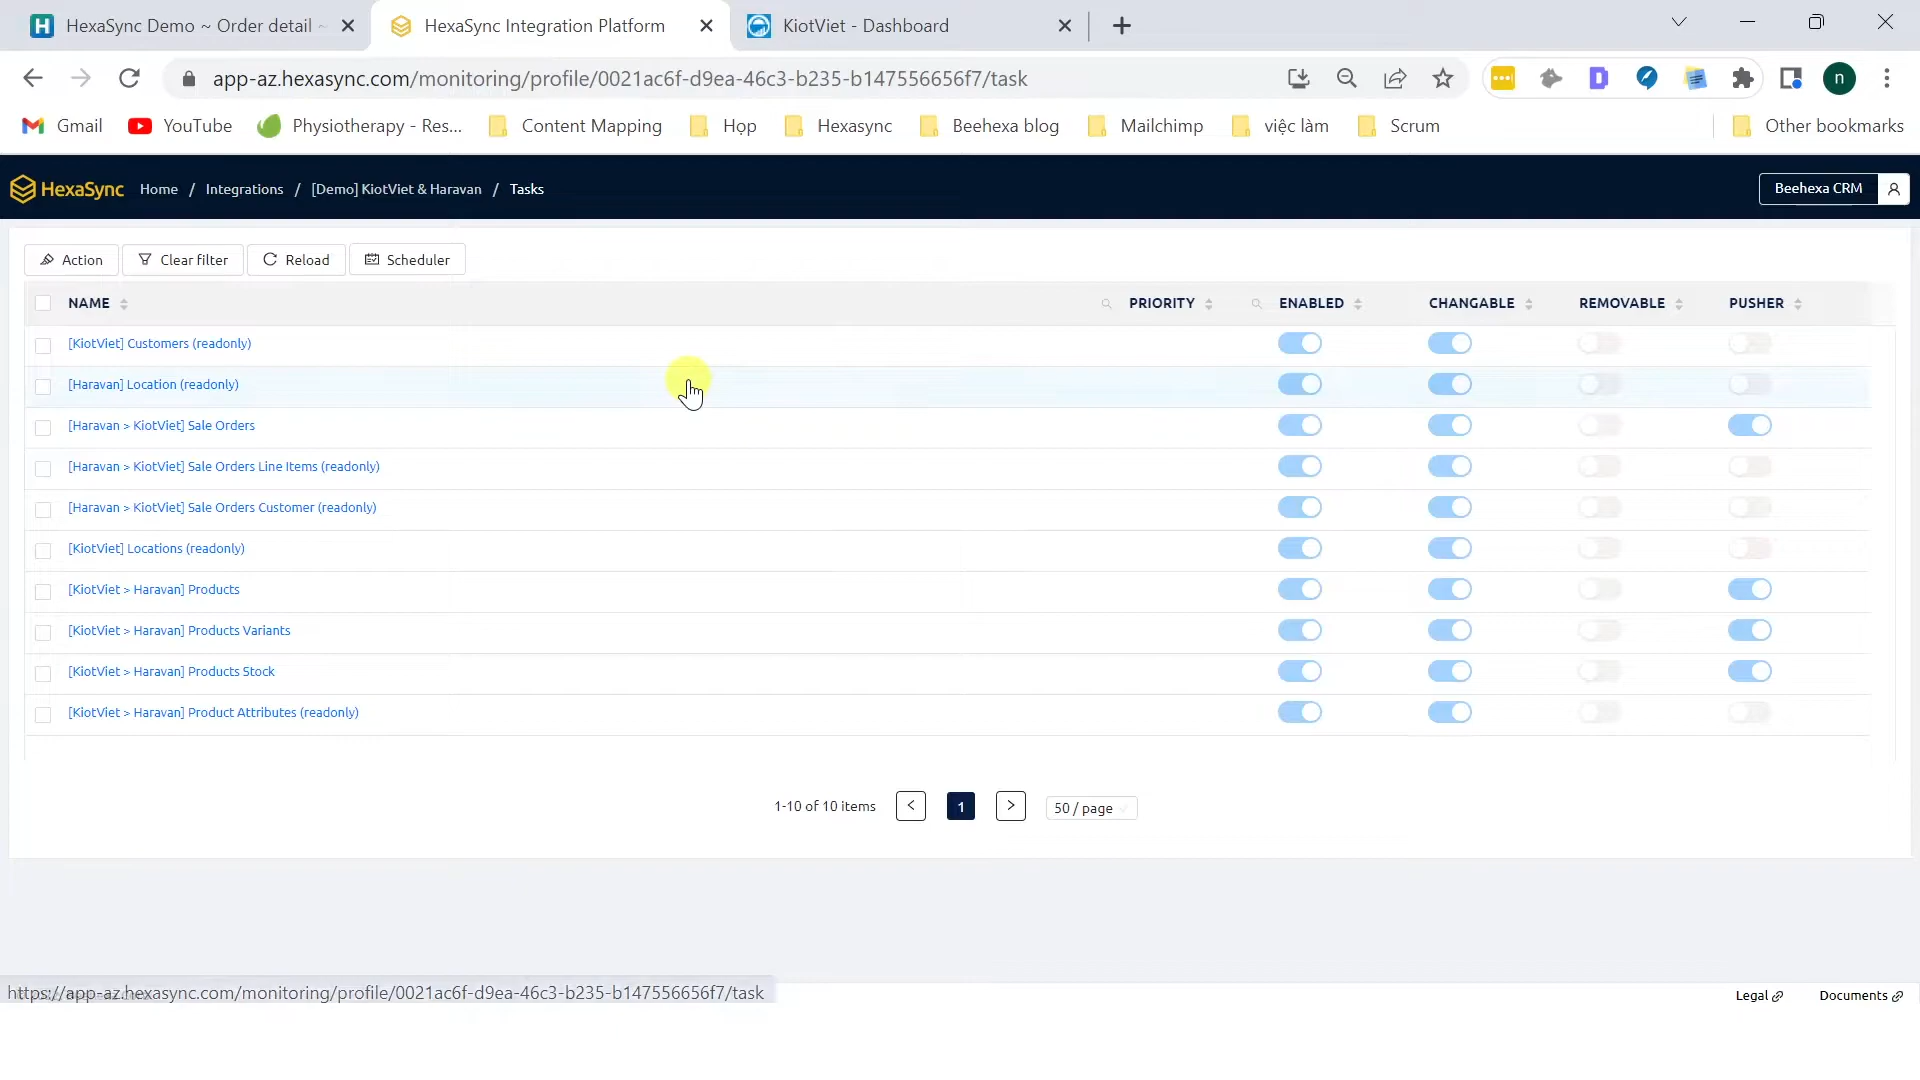 HexaSync Demo ~ Order detail ~
HexaSync Integration Platform
KiotViet - Dashboard
app-az.hexasync.com/monitoring/profile/0021ac6f-d9ea-46c3-b235-b147556656f7/task
n
Gmail
YouTube
Physiotherapy - Res...
Content Mapping
Họp
Hexasync
Beehexa blog
Mailchimp
việc làm
Scrum
Other bookmarks
HexaSync
Home / Integrations / [Demo] KiotViet & Haravan / Tasks
Beehexa CRM
Action
Clear filter
Reload
Scheduler
NAME PRIORITY ENABLED CHANGABLE REMOVABLE PUSHER
[KiotViet] Customers (readonly)
[Haravan] Location (readonly)
[Haravan > KiotViet] Sale Orders
[Haravan > KiotViet] Sale Orders Line Items (readonly)
[Haravan > KiotViet] Sale Orders Customer (readonly)
[KiotViet] Locations (readonly)
[KiotViet > Haravan] Products
[KiotViet > Haravan] Products Variants
[KiotViet > Haravan] Products Stock
[KiotViet > Haravan] Product Attributes (readonly)
1-10 of 10 items < 1 > 50 / page
https://app-az.hexasync.com/monitoring/profile/0021ac6f-d9ea-46c3-b235-b147556656f7/task
Legal
Documents